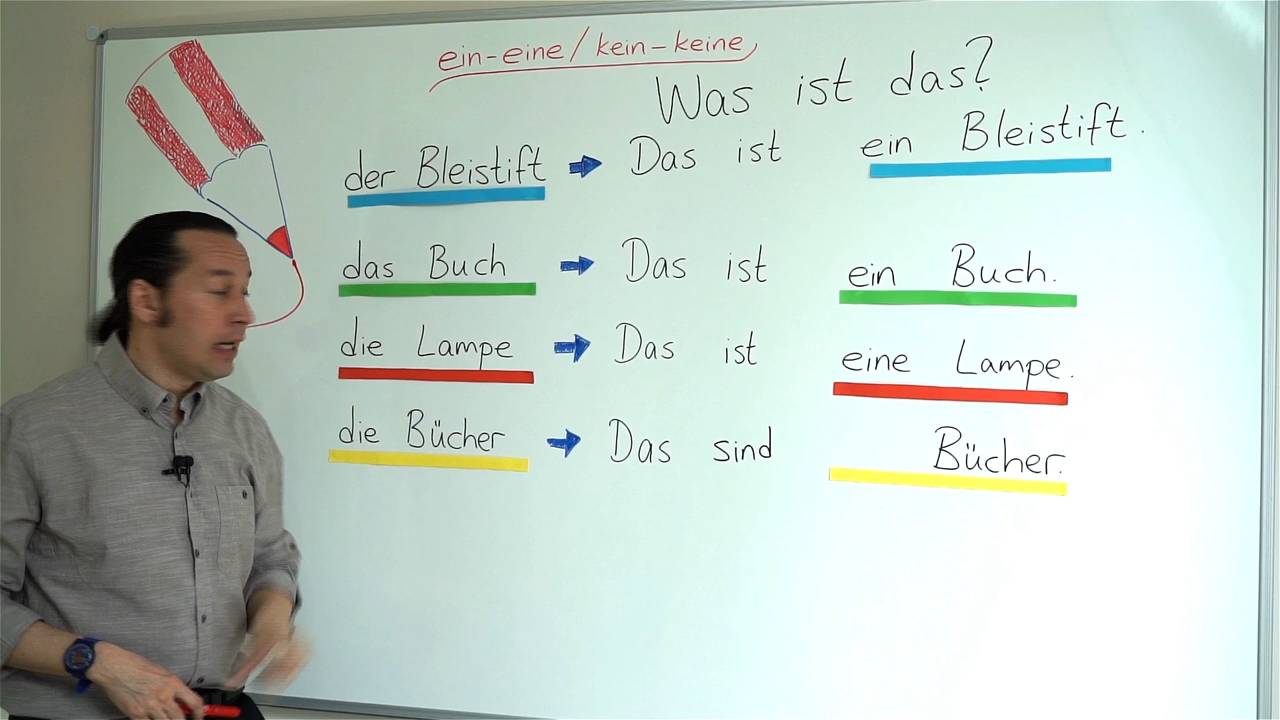 ein-eine/kein-keine
Was ist das?
der Bleistift Das ist ein Bleistift.
das Buch Das ist ein Buch.
die Lampe Das ist eine Lampe.
die Bücher Das sind Bücher.